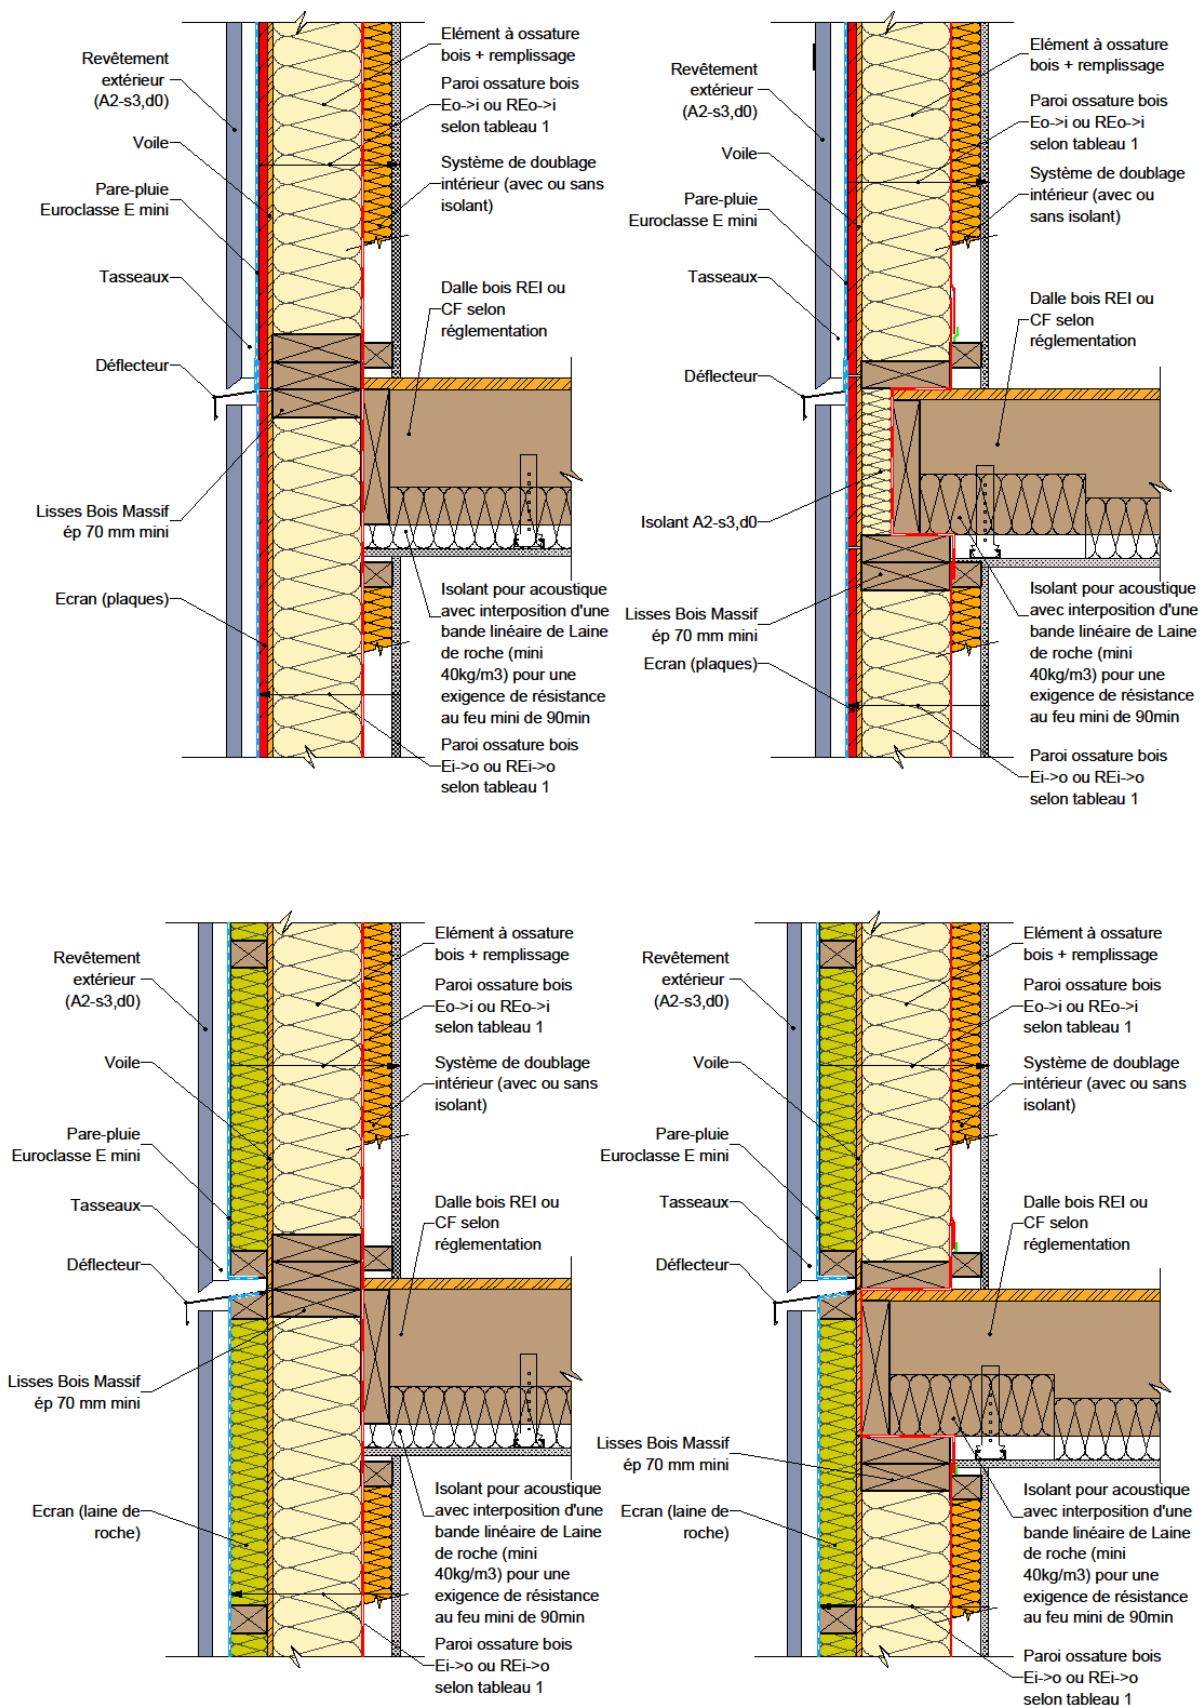 Revêtement
extérieur
(A2-s3,d0)
Voile
Pare-pluie
Euroclasse E mini
Tasseaux
Déflecteur
Lisses Bois Massif
ép 70 mm mini
Ecran (plaques)
Elément à ossature
bois + remplissage
Paroi ossature bois
Eo->i ou REo->i
selon tableau 1
Système de doublage
intérieur (avec ou sans
isolant)
Dalle bois REI ou
CF selon
réglementation
Isolant pour acoustique
avec interposition d'une
bande linéaire de Laine
de roche (mini
40kg/m3) pour une
exigence de résistance
au feu mini de 90min
Paroi ossature bois
Ei->o ou REi->o
selon tableau 1
Revêtement
extérieur
(A2-s3,d0)
Voile
Pare-pluie
Euroclasse E mini
Tasseaux
Déflecteur
Isolant A2-s3,d0
Lisses Bois Massif
ép 70 mm mini
Ecran (plaques)
Elément à ossature
bois + remplissage
Paroi ossature bois
Eo->i ou REo->i
selon tableau 1
Système de doublage
intérieur (avec ou
sans isolant)
Dalle bois REI ou
CF selon
réglementation
Isolant pour acoustique
avec interposition d'une
bande linéaire de Laine
de roche (mini
40kg/m3) pour une
exigence de résistance
au feu mini de 90min
Paroi ossature bois
Ei->o ou REi->o
selon tableau 1
Revêtement
extérieur
(A2-s3,d0)
Voile
Pare-pluie
Euroclasse E mini
Tasseaux
Déflecteur
Lisses Bois Massif
ép 70 mm mini
Ecran (laine de
roche)
Elément à ossature
bois + remplissage
Paroi ossature bois
Eo->i ou REo->i
selon tableau 1
Système de doublage
intérieur (avec ou sans
isolant)
Dalle bois REI ou
CF selon
réglementation
Isolant pour acoustique
avec interposition d'une
bande linéaire de Laine
de roche (mini
40kg/m3) pour une
exigence de résistance
au feu mini de 90min
Paroi ossature bois
Ei->o ou REi->o
selon tableau 1
Revêtement
extérieur
(A2-s3,d0)
Voile
Pare-pluie
Euroclasse E mini
Tasseaux
Déflecteur
Lisses Bois Massif
ép 70 mm mini
Ecran (laine de
roche)
Elément à ossature
bois + remplissage
Paroi ossature bois
Eo->i ou REo->i
selon tableau 1
Système de doublage
intérieur (avec ou sans
isolant)
Dalle bois REI ou
CF selon
réglementation
Isolant pour acoustique
avec interposition d'une
bande linéaire de Laine
de roche (mini
40kg/m3) pour une
exigence de résistance
au feu mini de 90min
Paroi ossature bois
Ei->o ou REi->o
selon tableau 1